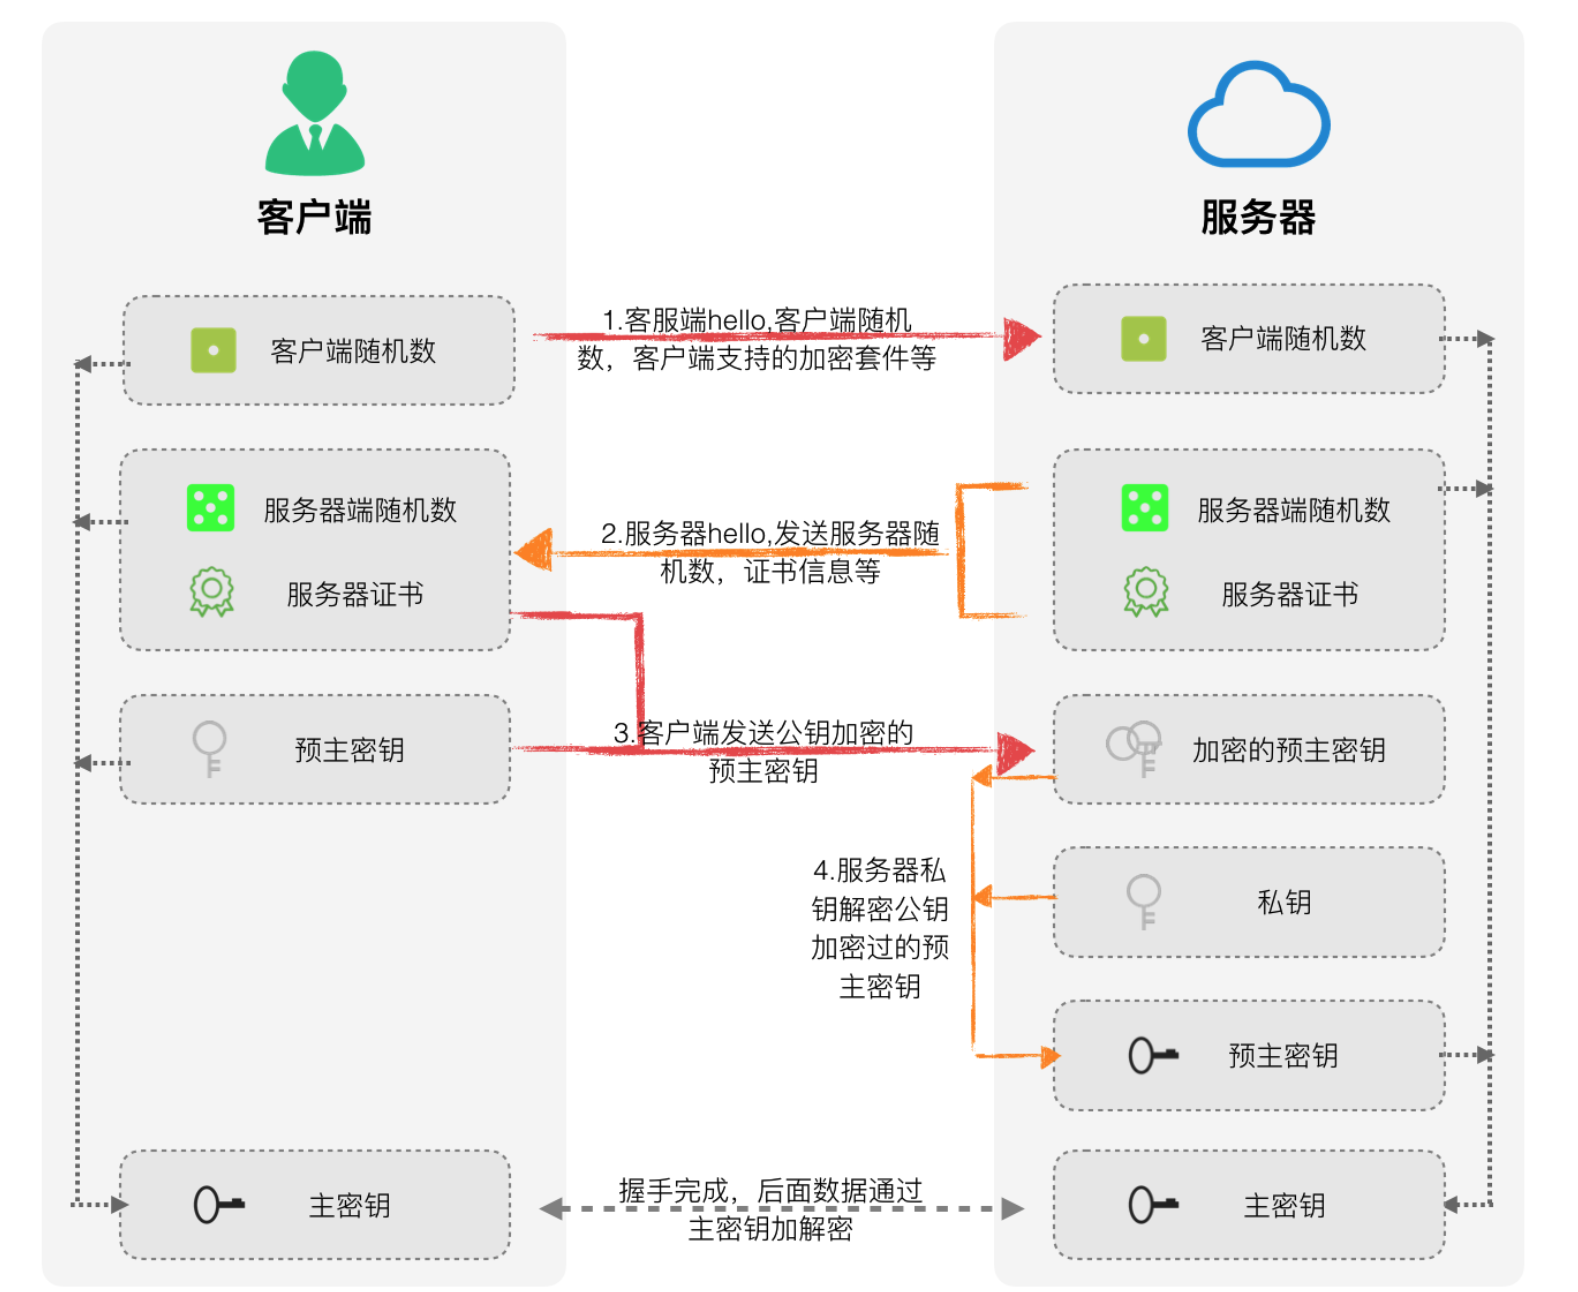 客户端
服务器
客户端随机数
1.客服端hello,客户端随机
数，客户端支持的加密套件等
客户端随机数
服务器端随机数
服务器证书
2.服务器hello,发送服务器随
机数，证书信息等
服务器端随机数
服务器证书
预主密钥
3.客户端发送公钥加密的
预主密钥
加密的预主密钥
4.服务器私
钥解密公钥
加密过的预
主密钥
私钥
预主密钥
主密钥
握手完成，后面数据通过
主密钥加解密
主密钥